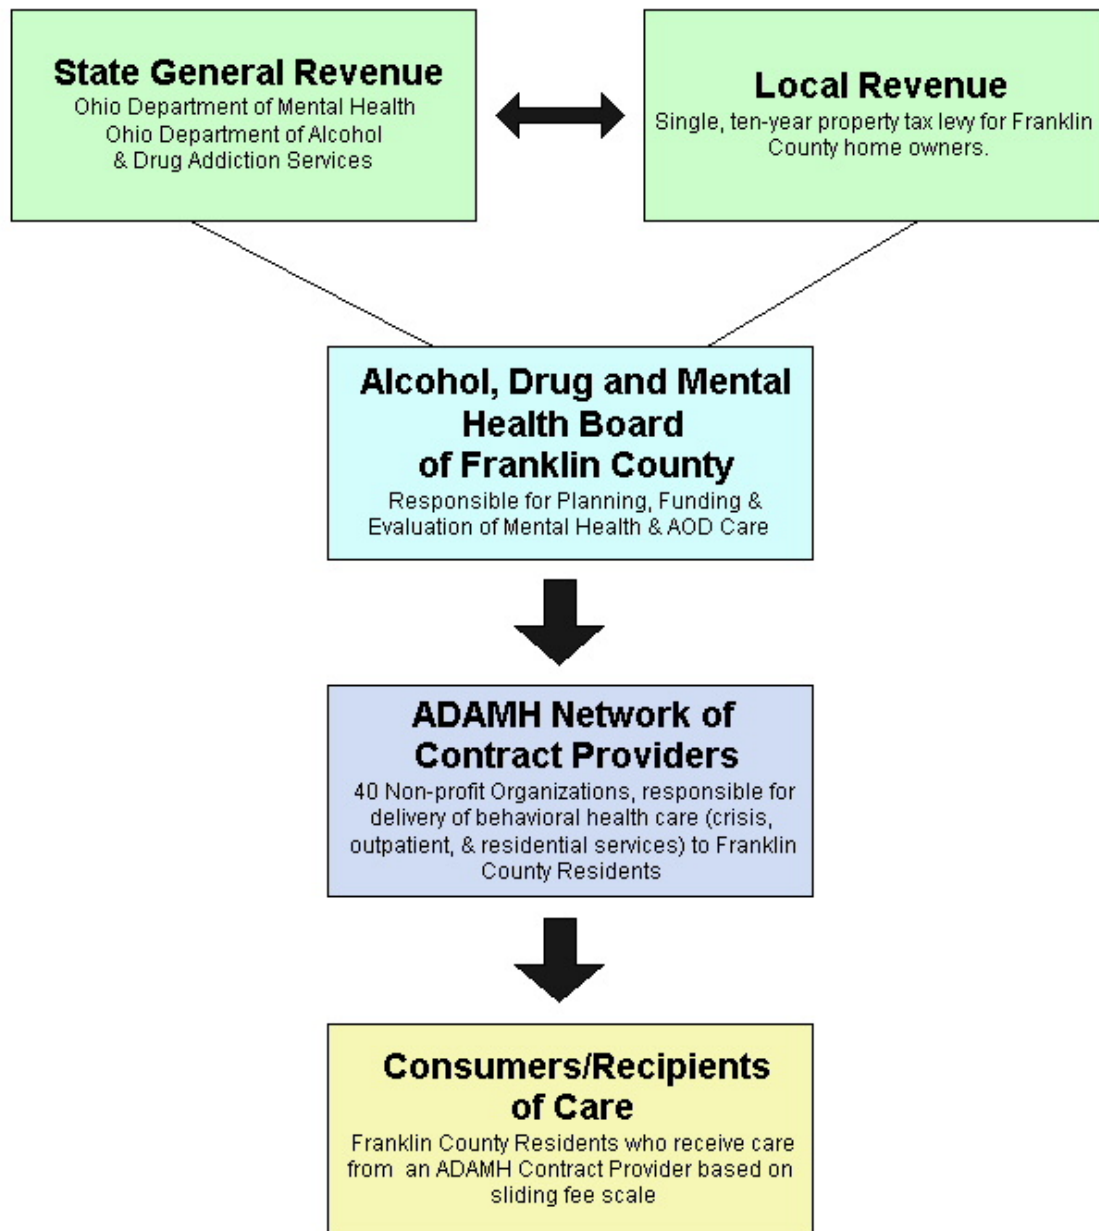 State General Revenue
Ohio Department of Mental Health
Ohio Department of Alcohol
& Drug Addiction Services
Local Revenue
Single, ten-year property tax levy for Franklin
County home owners.
Alcohol, Drug and Mental
Health Board
of Franklin County
Responsible for Planning, Funding &
Evaluation of Mental Health & AOD Care
ADAMH Network of
Contract Providers
40 Non-profit Organizations, responsible for
delivery of behavioral health care (crisis,
outpatient, & residential services) to Franklin
County Residents
Consumers/Recipients
of Care
Franklin County Residents who receive care
from an ADAMH Contract Provider based on
sliding fee scale